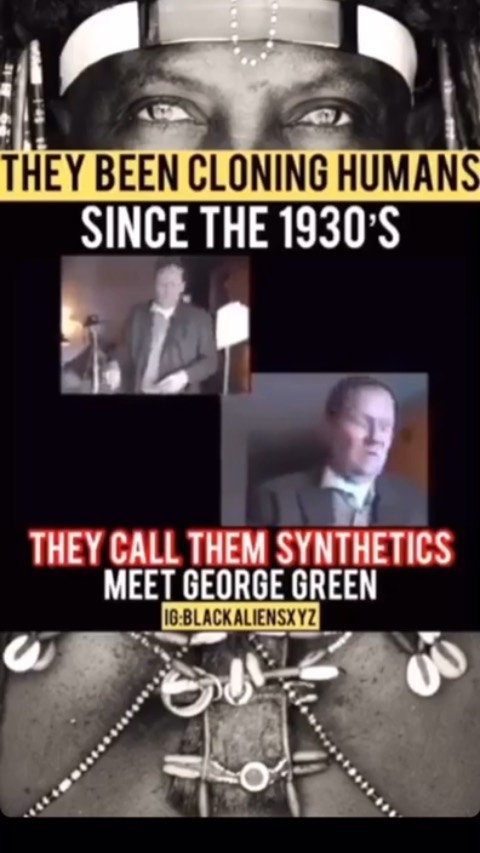 THEY BEEN CLONING HUMANS
SINCE THE 1930'S
THEY CALL THEM SYNTHETICS
MEET GEORGE GREEN
IG:BLACKALIENSXYZ